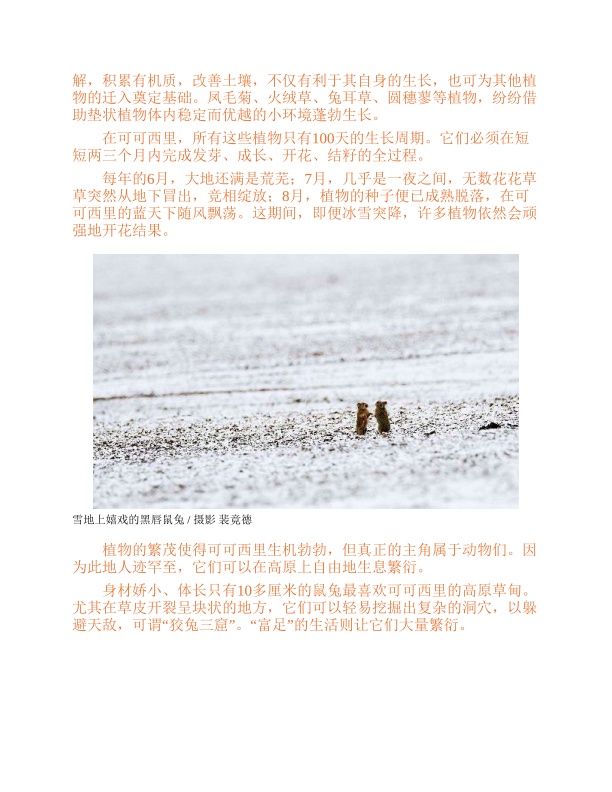 解，积累有机质，改善土壤，不仅有利于其自身的生长，也可为其他植
物的迁入奠定基础。风毛菊、火绒草、兔耳草、圆穗蓼等植物，纷纷借
助垫状植物体内稳定而优越的小环境蓬勃生长。
在可可西里，所有这些植物只有100天的生长周期。它们必须在短
短两三个月内完成发芽、成长、开花、结籽的全过程。
每年的6月，大地还满是荒芜；7月，几乎是一夜之间，无数花花草
草突然从地下冒出，竞相绽放；8月，植物的种子便已成熟脱落，在可
可西里的蓝天下随风飘荡。这期间，即便冰雪突降，许多植物依然会顽
强地开花结果。
雪地上嬉戏的黑唇鼠兔 / 摄影 裴竟德
植物的繁茂使得可可西里生机勃勃，但真正的主角属于动物们。因
为此地人迹罕至，它们可以在高原上自由地生息繁衍。
身材娇小、体长只有10多厘米的鼠兔最喜欢可可西里的高原草甸。
尤其在草皮开裂呈块状的地方，它们可以轻易挖掘出复杂的洞穴，以躲
避天敌，可谓“狡兔三窟”。“富足”的生活则让它们大量繁衍。